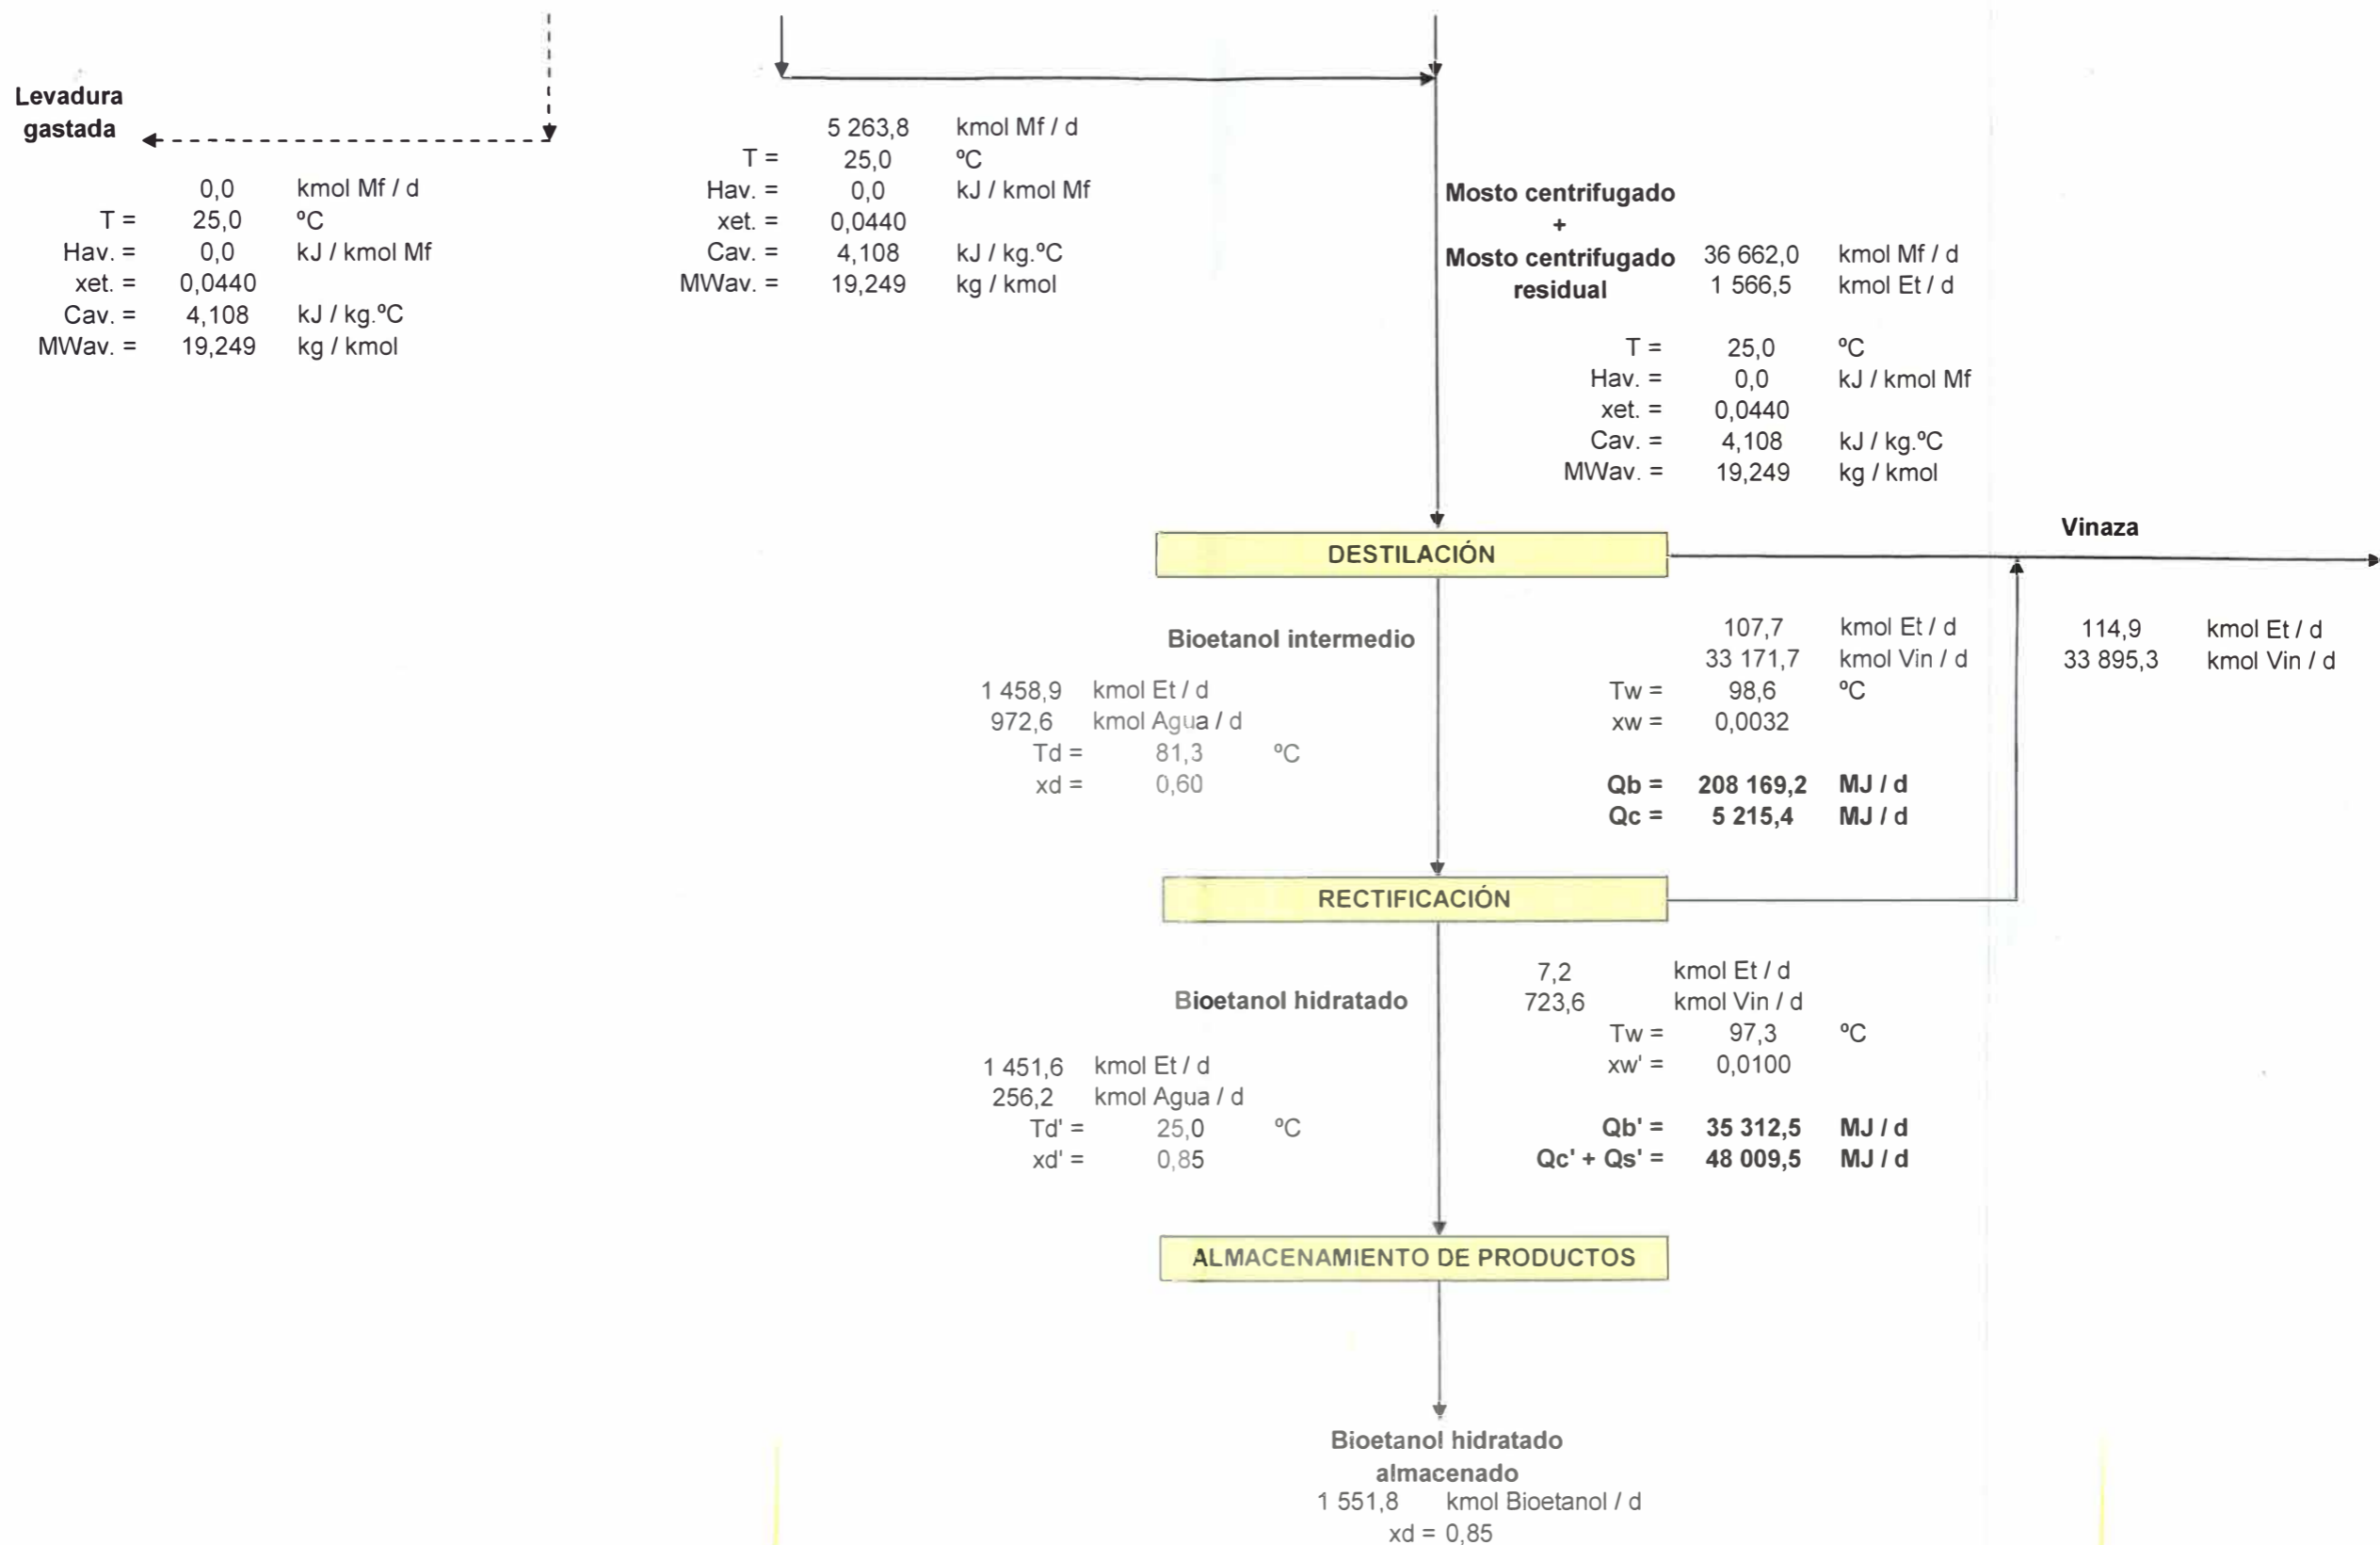 Levadura
gastada
0,0 kmol Mf / d
T = 25,0 ºC
Hav. = 0,0 kJ / kmol Mf
xet. = 0,0440
Cav. = 4,108 kJ / kg.ºC
MWav. = 19,249 kg / kmol
5 263,8 kmol Mf / d
T = 25,0 ºC
Hav. = 0,0 kJ / kmol Mf
xet. = 0,0440
Cav. = 4,108 kJ / kg.ºC
MWav. = 19,249 kg / kmol
Mosto centrifugado
+
Mosto centrifugado 36 662,0 kmol Mf / d
residual 1 566,5 kmol Et / d
T = 25,0 ºC
Hav. = 0,0 kJ / kmol Mf
xet. = 0,0440
Cav. = 4,108 kJ / kg.ºC
MWav. = 19,249 kg / kmol
DESTILACIÓN
Vinaza
Bioetanol intermedio
1 458,9 kmol Et / d
972,6 kmol Agua / d
Td = 81,3 ºC
xd = 0,60
107,7 kmol Et / d
33 171,7 kmol Vin / d
Tw = 98,6 ºC
xw = 0,0032
Qb = 208 169,2 MJ / d
Qc = 5 215,4 MJ / d
114,9 kmol Et / d
33 895,3 kmol Vin / d
RECTIFICACIÓN
Bioetanol hidratado
1 451,6 kmol Et / d
256,2 kmol Agua / d
Td' = 25,0 ºC
xd' = 0,85
7,2 kmol Et / d
723,6 kmol Vin / d
Tw = 97,3 ºC
xw' = 0,0100
Qb' = 35 312,5 MJ / d
Qc' + Qs' = 48 009,5 MJ / d
ALMACENAMIENTO DE PRODUCTOS
Bioetanol hidratado
almacenado
1 551,8 kmol Bioetanol / d
xd = 0,85